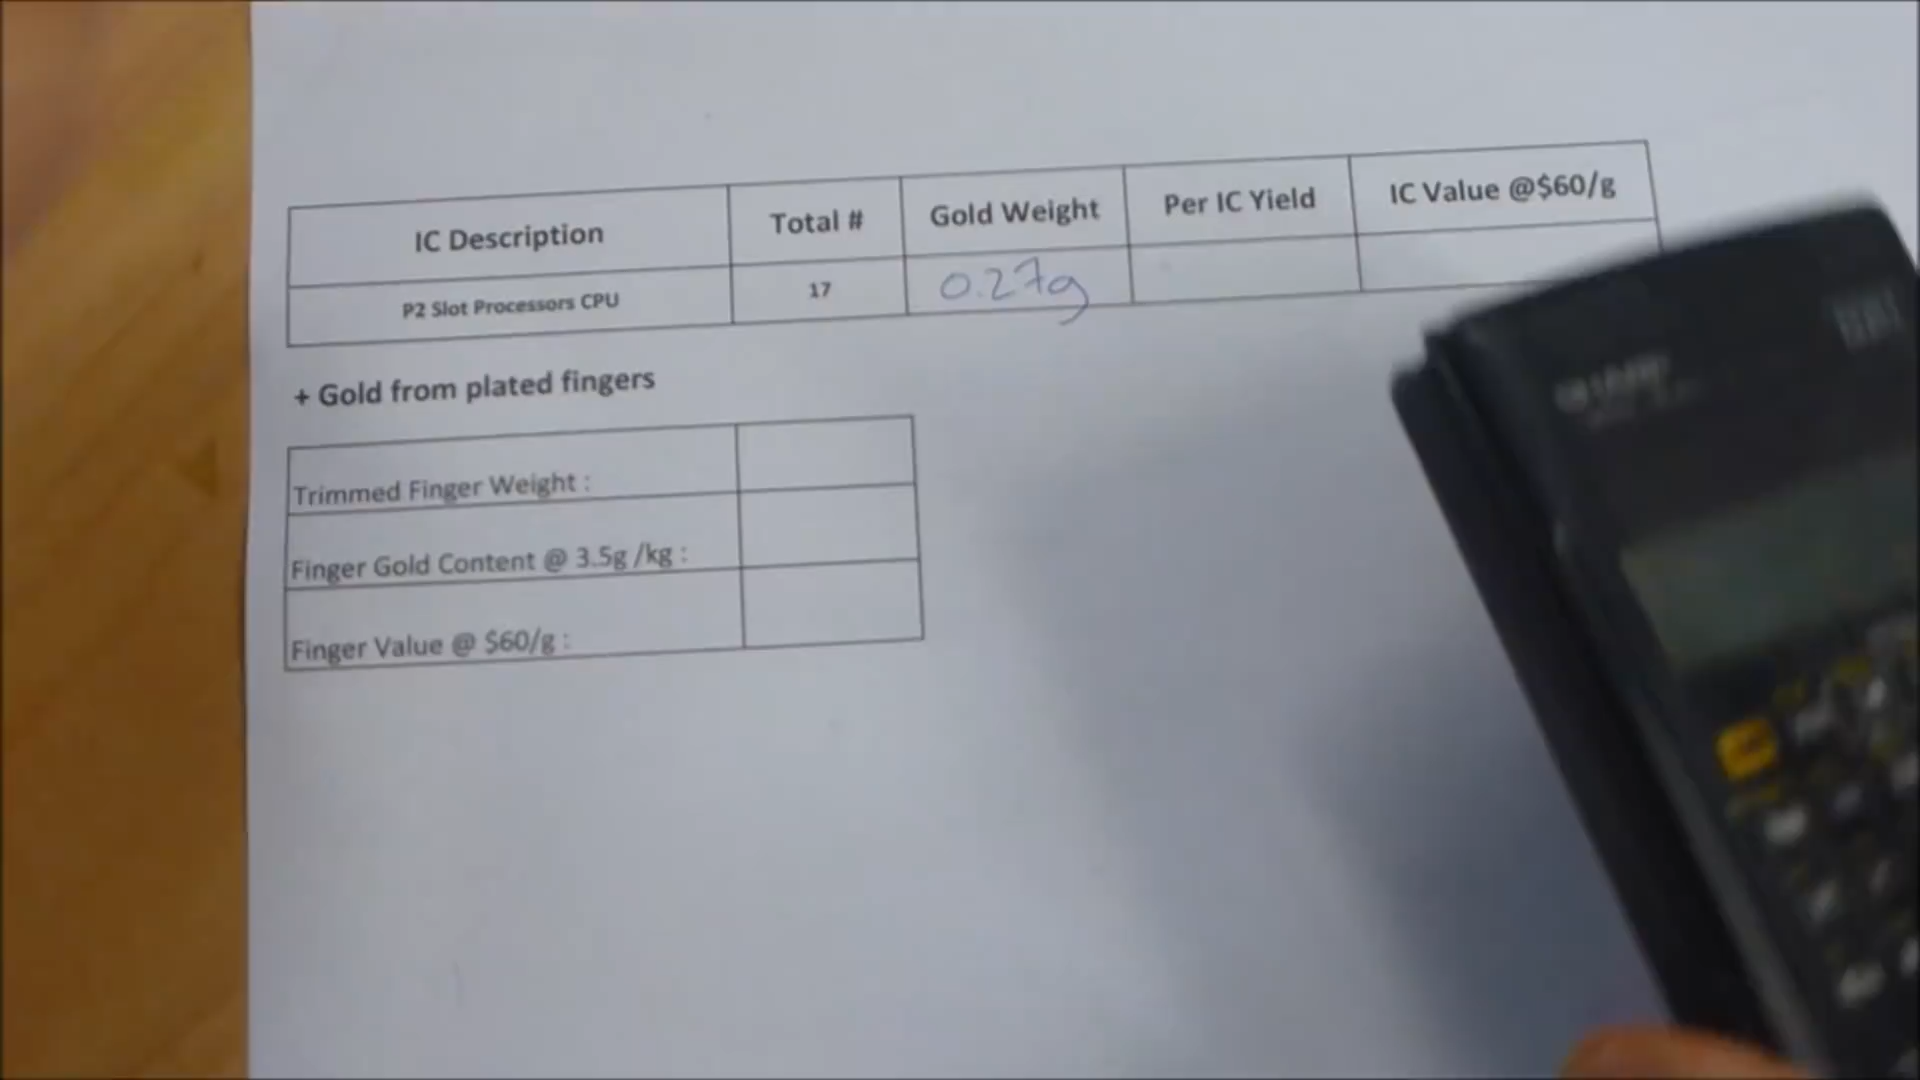 IC Description Total # Gold Weight Per IC Yield IC Value @$60/g
P2 Slot Processors CPU 17 0.27g
+ Gold from plated fingers
Trimmed Finger Weight :
Finger Gold Content @ 3.5g /kg :
Finger Value @ $60/g :